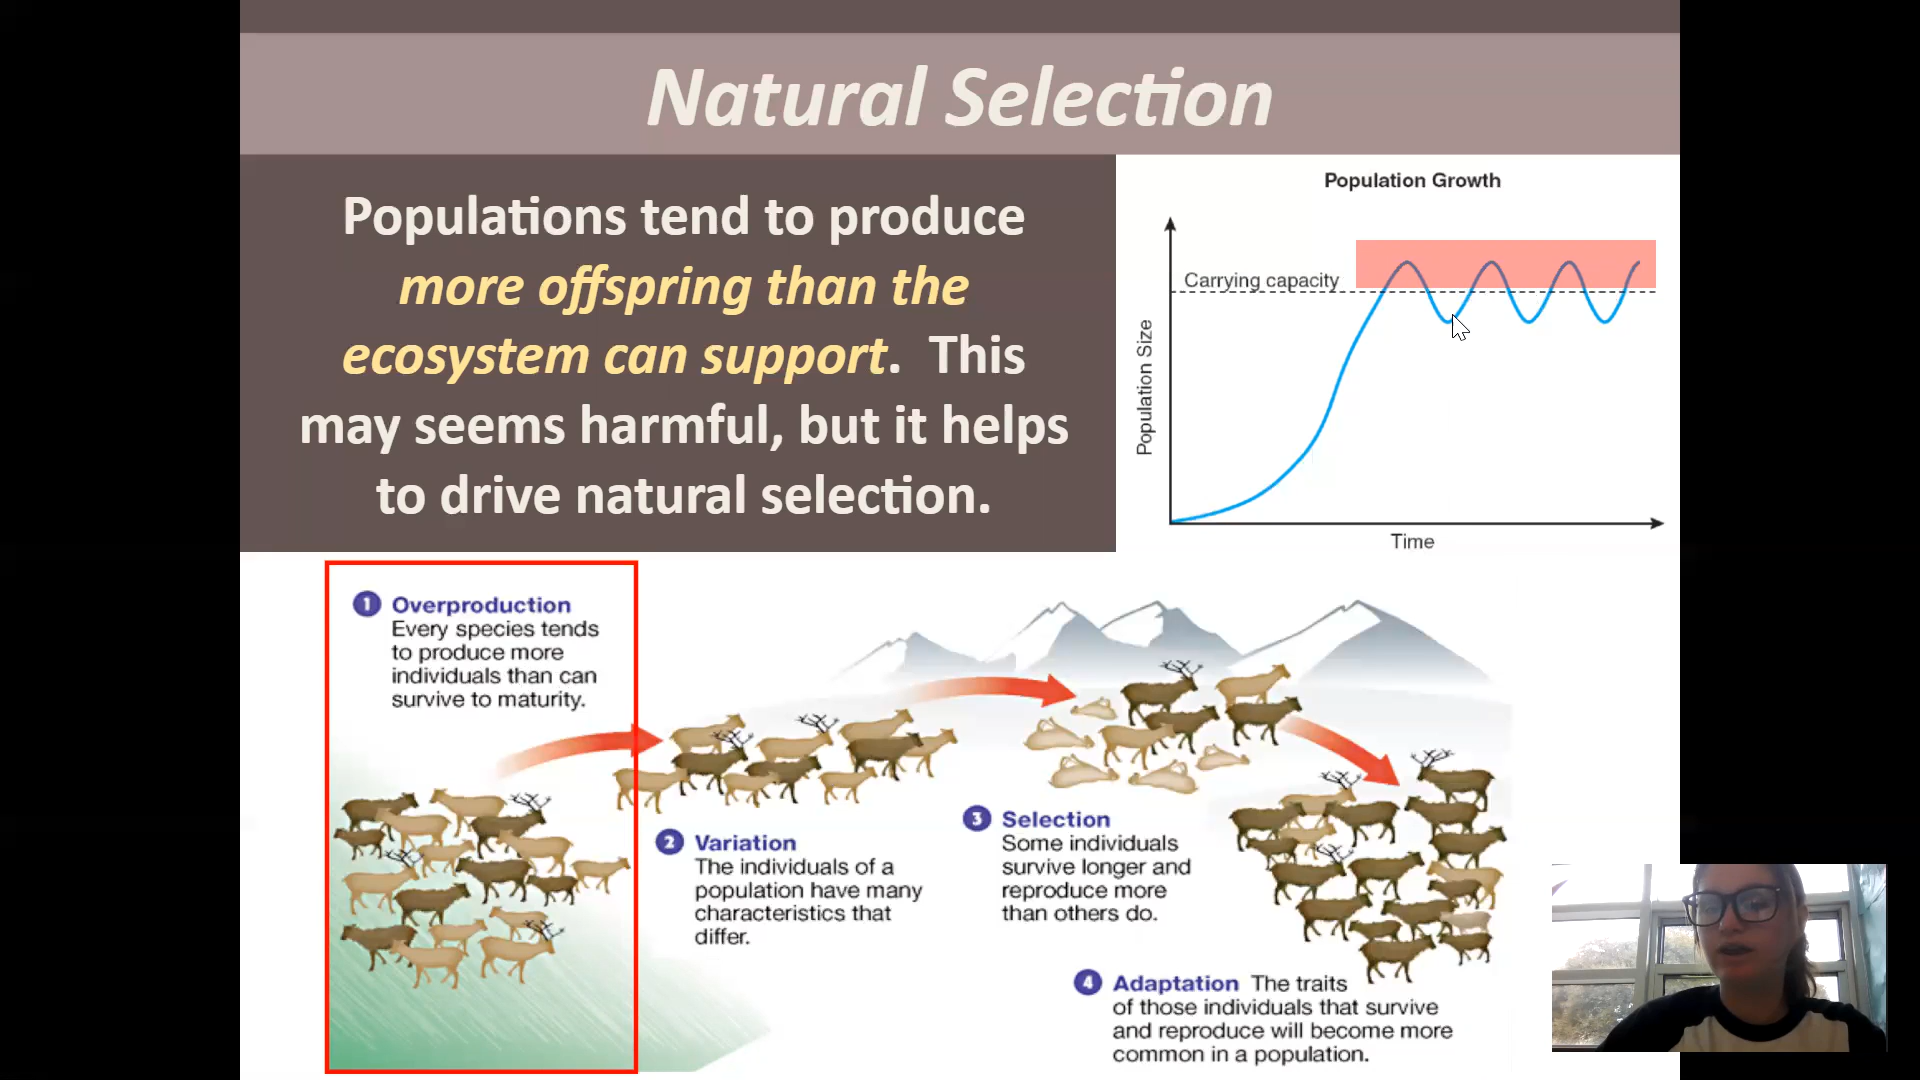 Natural Selection
Populations tend to produce
more offspring than the
ecosystem can support. This
may seems harmful, but it helps
to drive natural selection.
Population Growth
Carrying capacity
Population Size
Time
1 Overproduction
Every species tends
to produce more
individuals than can
survive to maturity.
2 Variation
The individuals of a
population have many
characteristics that
differ.
3 Selection
Some individuals
survive longer and
reproduce more
than others do.
4 Adaptation The traits
of those individuals that survive
and reproduce will become more
common in a population.